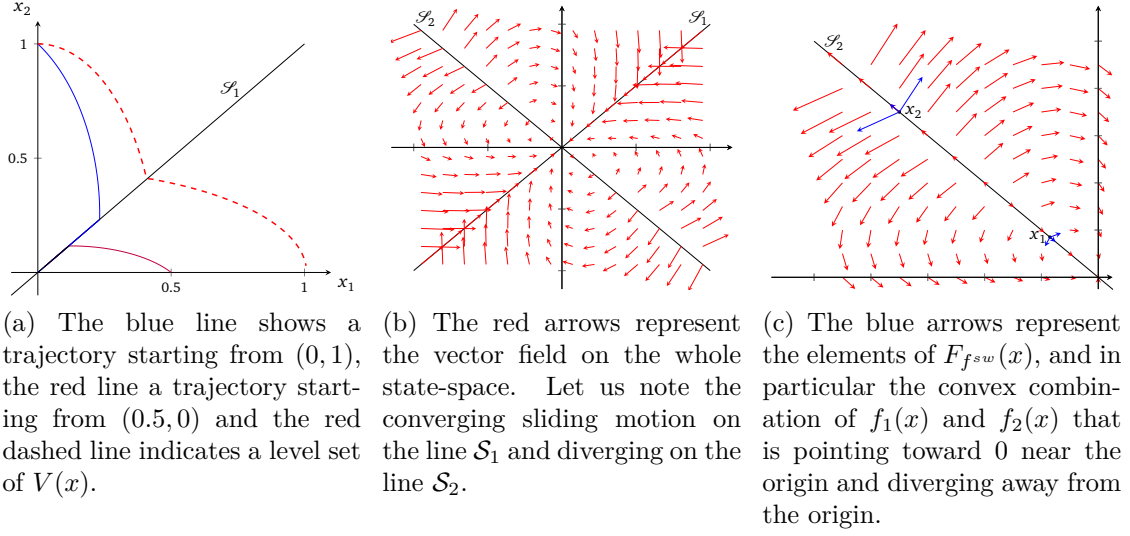 x₂
1
0.5
𝒮₁
0.5
1
x₁
𝒮₂
𝒮₁
𝒮₂
x₂
x₁
(a) The blue line shows a
trajectory starting from (0, 1),
the red line a trajectory start-
ing from (0.5, 0) and the red
dashed line indicates a level set
of V(x).
(b) The red arrows represent
the vector field on the whole
state-space. Let us note the
converging sliding motion on
the line 𝒮₁ and diverging on the
line 𝒮₂.
(c) The blue arrows represent
the elements of F_{f^{sw}}(x), and in
particular the convex combin-
ation of f₁(x) and f₂(x) that
is pointing toward 0 near the
origin and diverging away from
the origin.